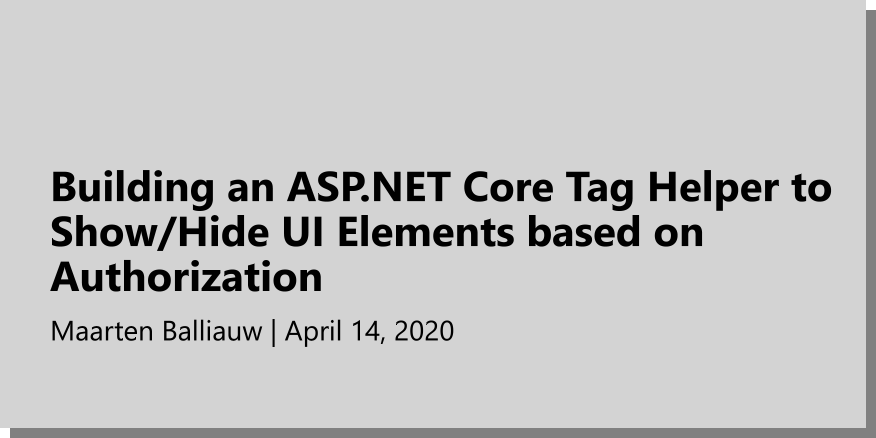 Building an ASP.NET Core Tag Helper to
Show/Hide UI Elements based on
Authorization
Maarten Balliauw | April 14, 2020